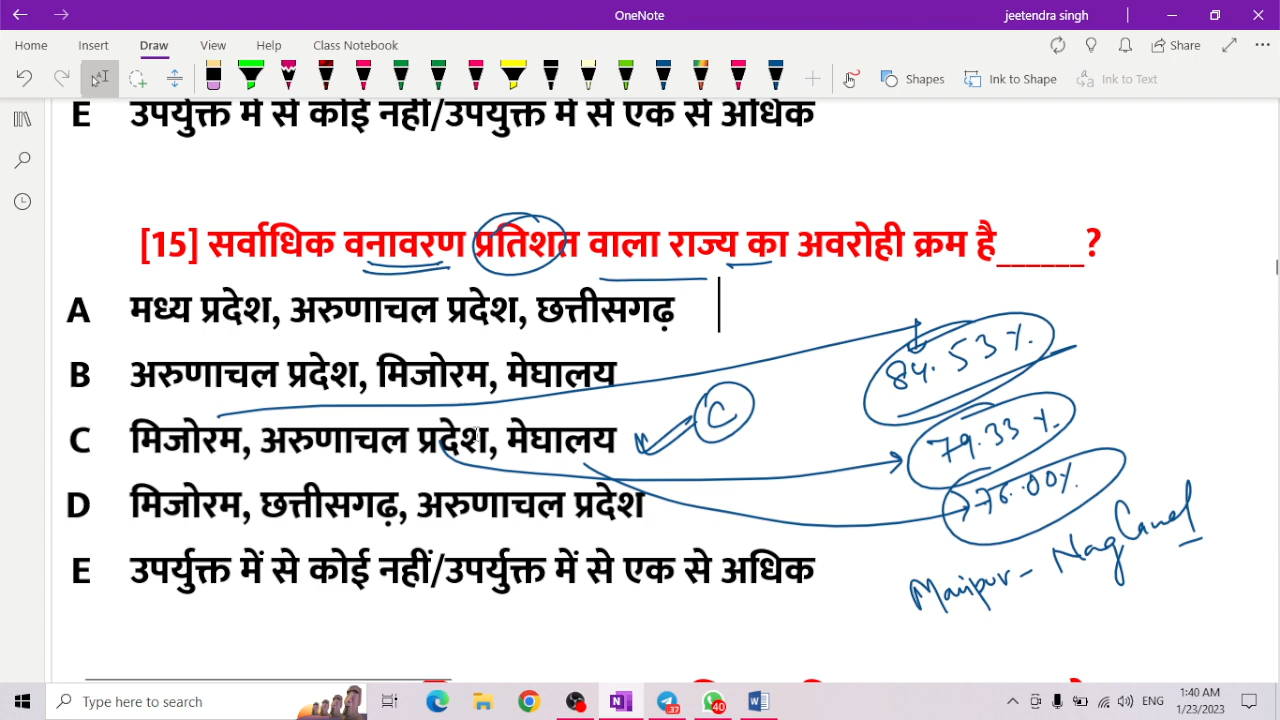 OneNote
jeetendra singh
Home Insert Draw View Help Class Notebook Share
Shapes Ink to Shape Ink to Text
E उपर्युक्त में से कोई नहीं/उपर्युक्त में से एक से अधिक
[15] सर्वाधिक वनावरण प्रतिशत वाला राज्य का अवरोही क्रम है______?
A मध्य प्रदेश, अरुणाचल प्रदेश, छत्तीसगढ़
84.53%.
B अरुणाचल प्रदेश, मिजोरम, मेघालय
C मिजोरम, अरुणाचल प्रदेश, मेघालय
C
79.33%.
D मिजोरम, छत्तीसगढ़, अरुणाचल प्रदेश
76.00%.
E उपर्युक्त में से कोई नहीं/उपर्युक्त में से एक से अधिक
Manipur -
Type here to search
37
40
ENG
1:40 AM
1/23/2023